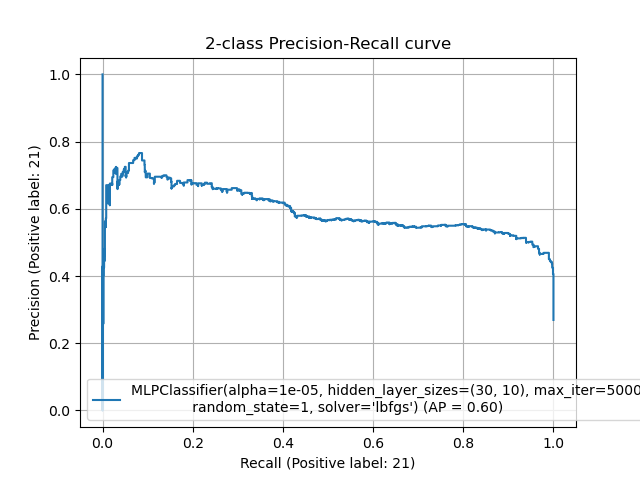 2-class Precision-Recall curve
1.0
0.8
0.6
0.4
0.2
0.0
Precision (Positive label: 21)
MLPClassifier(alpha=1e-05, hidden_layer_sizes=(30, 10), max_iter=5000
random_state=1, solver='lbfgs') (AP = 0.60)
0.0 0.2 0.4 0.6 0.8 1.0
Recall (Positive label: 21)